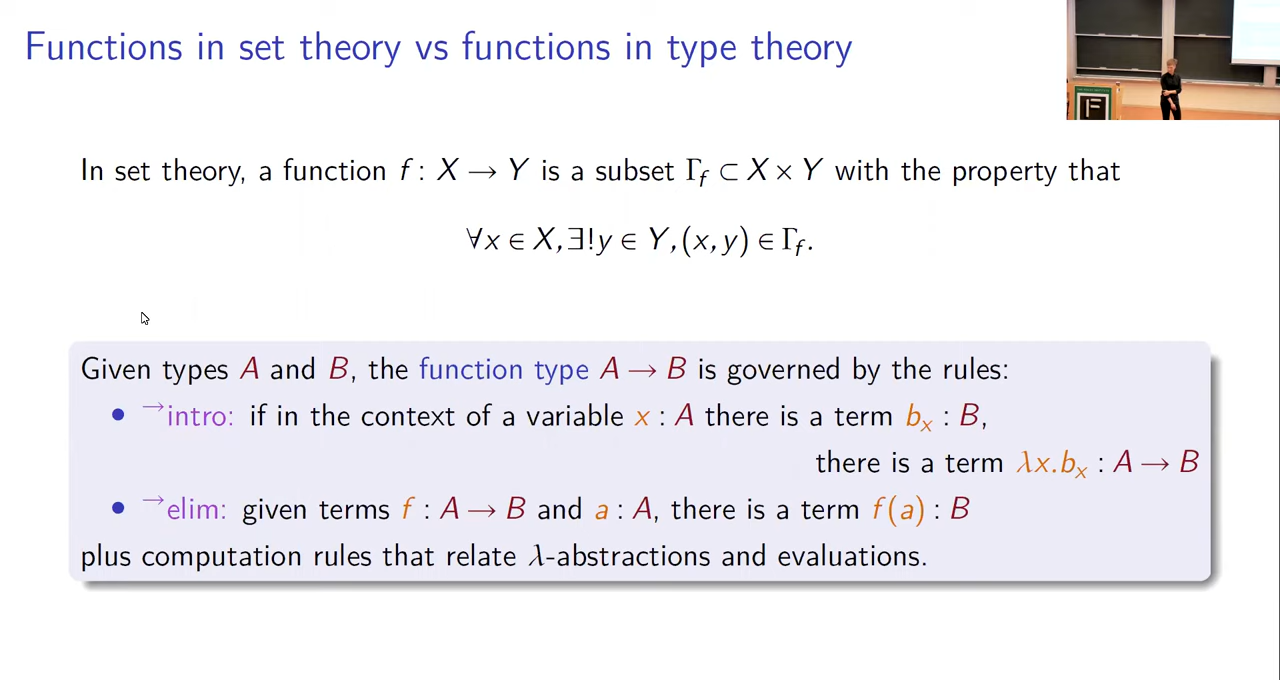 Functions in set theory vs functions in type theory
In set theory, a function f : X → Y is a subset Γ_f ⊂ X × Y with the property that
∀x ∈ X, ∃!y ∈ Y, (x, y) ∈ Γ_f.
Given types A and B, the function type A → B is governed by the rules:
• →intro: if in the context of a variable x : A there is a term b_x : B,
there is a term λx.b_x : A → B
• →elim: given terms f : A → B and a : A, there is a term f(a) : B
plus computation rules that relate λ-abstractions and evaluations.